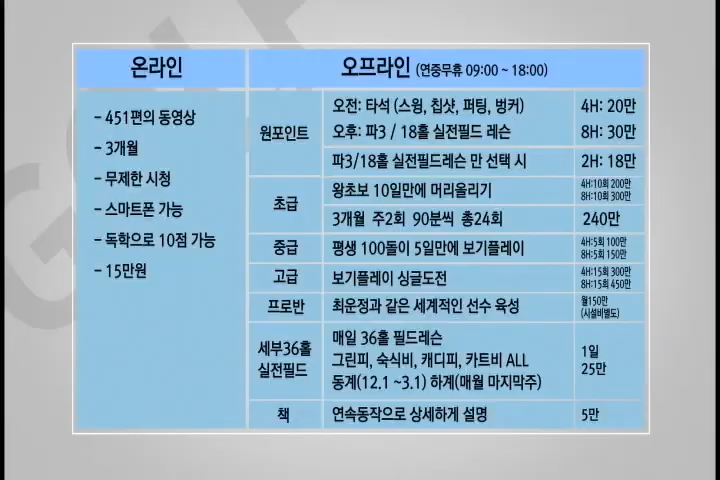 온라인
오프라인 (연중무휴 09:00 ~ 18:00)
- 451편의 동영상
- 3개월
- 무제한 시청
- 스마트폰 가능
- 독학으로 10점 가능
- 15만원
원포인트
오전: 타석 (스윙, 칩샷, 퍼팅, 벙커)
4H: 20만
오후: 파3 / 18홀 실전필드 레슨
8H: 30만
파3/18홀 실전필드레슨 만 선택 시
2H: 18만
초급
왕초보 10일만에 머리올리기
4H:10회 200만
8H:10회 300만
3개월 주2회 90분씩 총24회
240만
중급
평생 100돌이 5일만에 보기플레이
4H:5회 100만
8H:5회 150만
고급
보기플레이 싱글도전
4H:15회 300만
8H:15회 450만
프로반
최운정과 같은 세계적인 선수 육성
월150만
(시설비별도)
세부36홀
실전필드
매일 36홀 필드레슨
그린피, 숙식비, 캐디피, 카트비 ALL
동계(12.1 ~3.1) 하계(매월 마지막주)
1일
25만
책
연속동작으로 상세하게 설명
5만